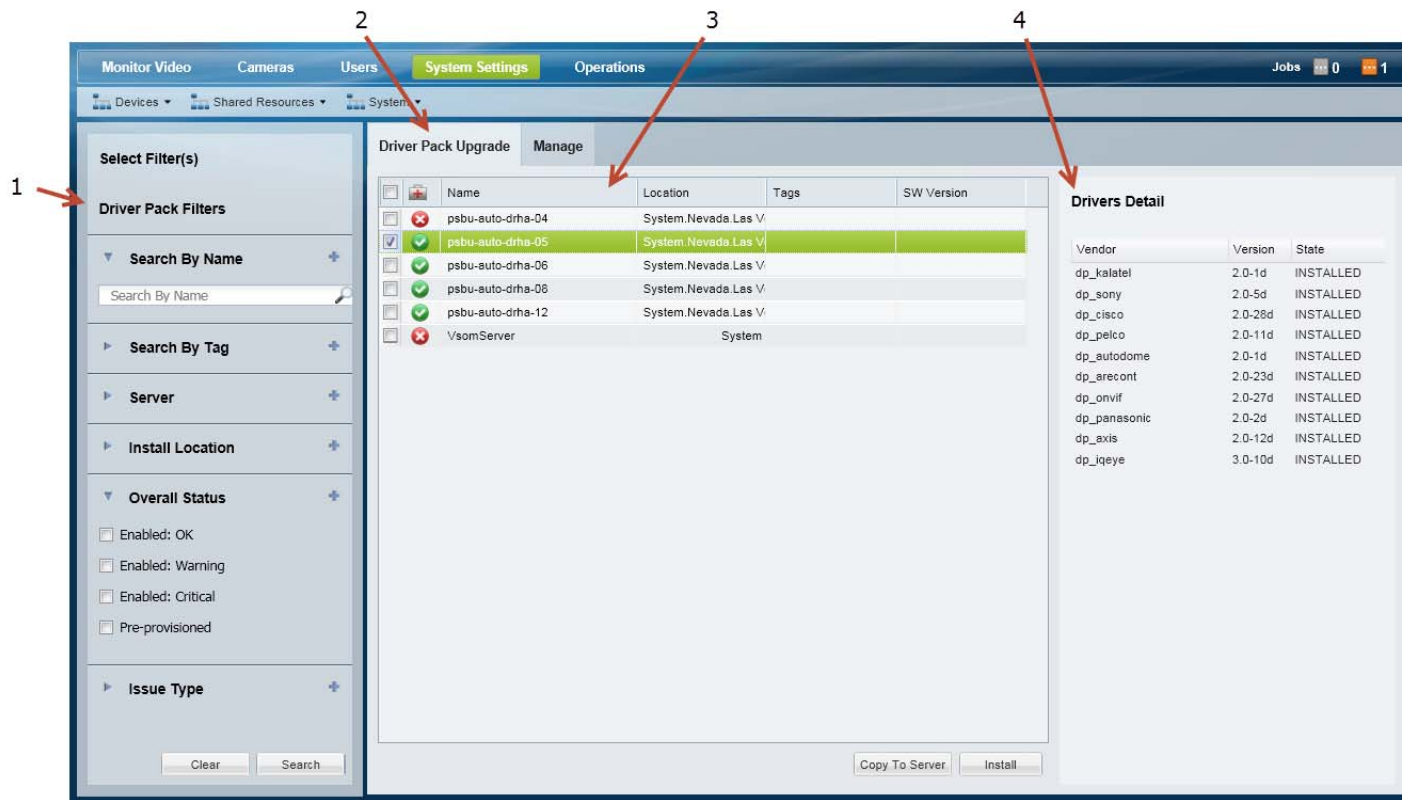 2 3 4
Monitor Video Cameras Users System Settings Operations Jobs 0 1
Devices Shared Resources System
1
Select Filter(s)
Driver Pack Filters
Search By Name
Search By Name
Search By Tag
Server
Install Location
Overall Status
Enabled: OK
Enabled: Warning
Enabled: Critical
Pre-provisioned
Issue Type
Clear Search
Driver Pack Upgrade Manage
Name Location Tags SW Version
psbu-auto-drha-04 System.Nevada.Las V
psbu-auto-drha-05 System.Nevada.Las V
psbu-auto-drha-06 System.Nevada.Las V
psbu-auto-drha-08 System.Nevada.Las V
psbu-auto-drha-12 System.Nevada.Las V
VsomServer System
Copy To Server Install
Drivers Detail
Vendor Version State
dp_kalatel 2.0-1d INSTALLED
dp_sony 2.0-5d INSTALLED
dp_cisco 2.0-28d INSTALLED
dp_pelco 2.0-11d INSTALLED
dp_autodome 2.0-1d INSTALLED
dp_arecont 2.0-23d INSTALLED
dp_onvif 2.0-27d INSTALLED
dp_panasonic 2.0-2d INSTALLED
dp_axis 2.0-12d INSTALLED
dp_iqeye 3.0-10d INSTALLED